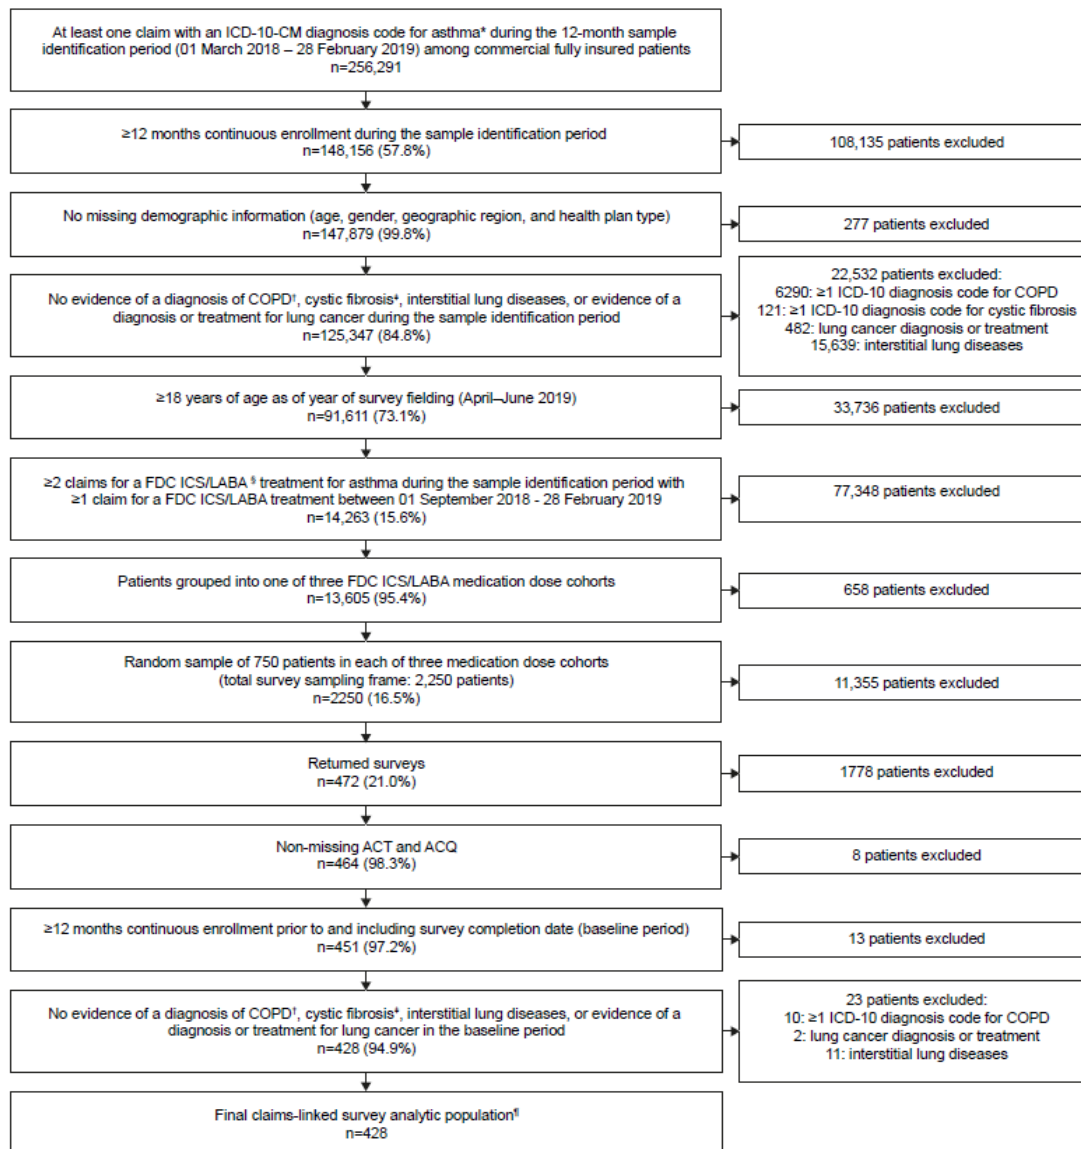 At least one claim with an ICD-10-CM diagnosis code for asthma* during the 12-month sample
identification period (01 March 2018 – 28 February 2019) among commercial fully insured patients
n=256,291
≥12 months continuous enrollment during the sample identification period
n=148,156 (57.8%)
108,135 patients excluded
No missing demographic information (age, gender, geographic region, and health plan type)
n=147,879 (99.8%)
277 patients excluded
No evidence of a diagnosis of COPD†, cystic fibrosis‡, interstitial lung diseases, or evidence of a
diagnosis or treatment for lung cancer during the sample identification period
n=125,347 (84.8%)
22,532 patients excluded:
6290: ≥1 ICD-10 diagnosis code for COPD
121: ≥1 ICD-10 diagnosis code for cystic fibrosis
482: lung cancer diagnosis or treatment
15,639: interstitial lung diseases
≥18 years of age as of year of survey fielding (April–June 2019)
n=91,611 (73.1%)
33,736 patients excluded
≥2 claims for a FDC ICS/LABA § treatment for asthma during the sample identification period with
≥1 claim for a FDC ICS/LABA treatment between 01 September 2018 - 28 February 2019
n=14,263 (15.6%)
77,348 patients excluded
Patients grouped into one of three FDC ICS/LABA medication dose cohorts
n=13,605 (95.4%)
658 patients excluded
Random sample of 750 patients in each of three medication dose cohorts
(total survey sampling frame: 2,250 patients)
n=2250 (16.5%)
11,355 patients excluded
Returned surveys
n=472 (21.0%)
1778 patients excluded
Non-missing ACT and ACQ
n=464 (98.3%)
8 patients excluded
≥12 months continuous enrollment prior to and including survey completion date (baseline period)
n=451 (97.2%)
13 patients excluded
No evidence of a diagnosis of COPD†, cystic fibrosis‡, interstitial lung diseases, or evidence of
a diagnosis or treatment for lung cancer in the baseline period
n=428 (94.9%)
23 patients excluded:
10: ≥1 ICD-10 diagnosis code for COPD
2: lung cancer diagnosis or treatment
11: interstitial lung diseases
Final claims-linked survey analytic population¶
n=428